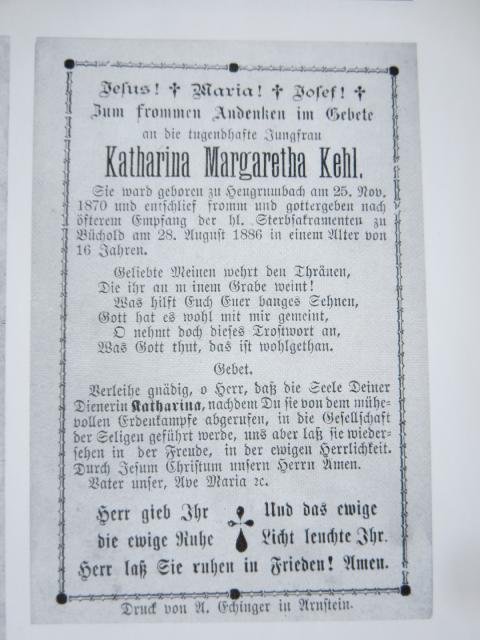 Jesus! ✝ Maria! ✝ Josef! ✝
Zum frommen Andenken im Gebete
an die tugendhafte Jungfrau
Katharina Margaretha Kehl.
Sie ward geboren zu Heugrumbach am 25. Nov.
1870 und entschlief fromm und gottergeben nach
öfterem Empfang der hl. Sterbsakramenten zu
Büchold am 28. August 1886 in einem Alter von
16 Jahren.
Geliebte Meinen wehrt den Thränen,
Die ihr an m inem Grabe weint!
Was hilft Euch Euer banges Sehnen,
Gott hat es wohl mit mir gemeint,
O nehmt doch dieses Trostwort an,
Was Gott thut, das ist wohlgethan.
Gebet.
Verleihe gnädig, o Herr, daß die Seele Deiner
Dienerin Katharina, nachdem Du sie von dem mühe-
vollen Erdenkampfe abgerufen, in die Gesellschaft
der Seligen geführt werde, uns aber laß sie wieder-
sehen in der Freude, in der ewigen Herrlichkeit.
Durch Jesum Christum unsern Herrn Amen.
Vater unser, Ave Maria ꝛc.
Herr gieb Ihr
die ewige Ruhe
Und das ewige
Licht leuchte Ihr.
Herr laß Sie ruhen in Frieden! Amen.
Druck von A. Echinger in Arnstein.